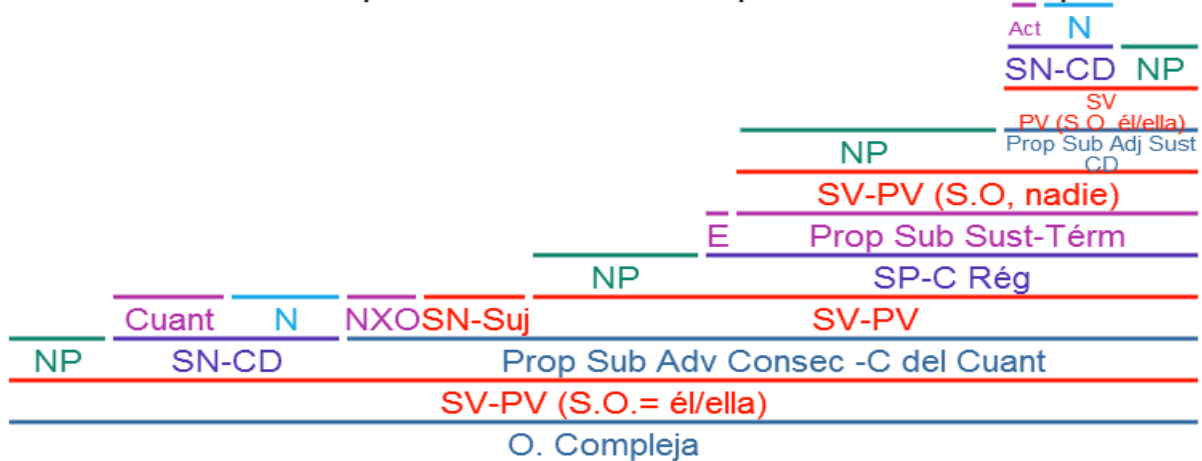 Act N
SN-CD NP
SV
PV (S.O. él/ella)
NP Prop Sub Adj Sust
CD
SV-PV (S.O, nadie)
E Prop Sub Sust-Térm
NP SP-C Rég
Cuant N NXO SN-Suj SV-PV
NP SN-CD Prop Sub Adv Consec -C del Cuant
SV-PV (S.O.= él/ella)
O. Compleja